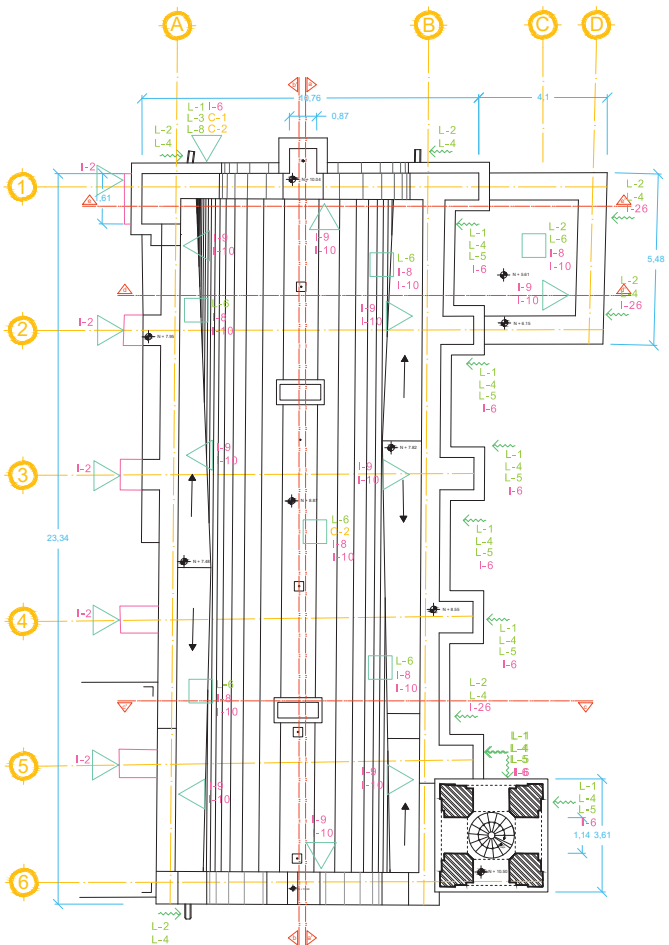 A
B
C
D
10,76
4.1
0,87
L-1 I-6
L-3 C-1
L-8 C-2
L-2
L-4
L-2
L-4
I-2
1
L-2
L-4
I-26
I-9
I-10
I-9
I-10
L-1
L-4
L-5
I-6
L-2
L-6
I-8
I-10
L-6
I-8
I-10
5,48
L-2
L-4
I-26
I-9
I-10
L-6
I-8
I-10
I-9
I-10
I-2
2
L-1
L-4
L-5
I-6
3
I-2
I-9
I-10
I-9
I-10
L-1
L-4
L-5
I-6
23,34
L-6
C-2
I-8
I-10
L-1
L-4
L-5
I-6
4
I-2
L-1
L-4
L-5
I-6
L-6
I-8
I-10
L-6
I-8
I-10
L-2
L-4
I-26
5
I-2
L-1
L-4
L-5
I-6
I-9
I-10
I-9
I-10
L-1
L-4
L-5
I-6
1,14 3,61
I-9
I-10
6
L-2
L-4